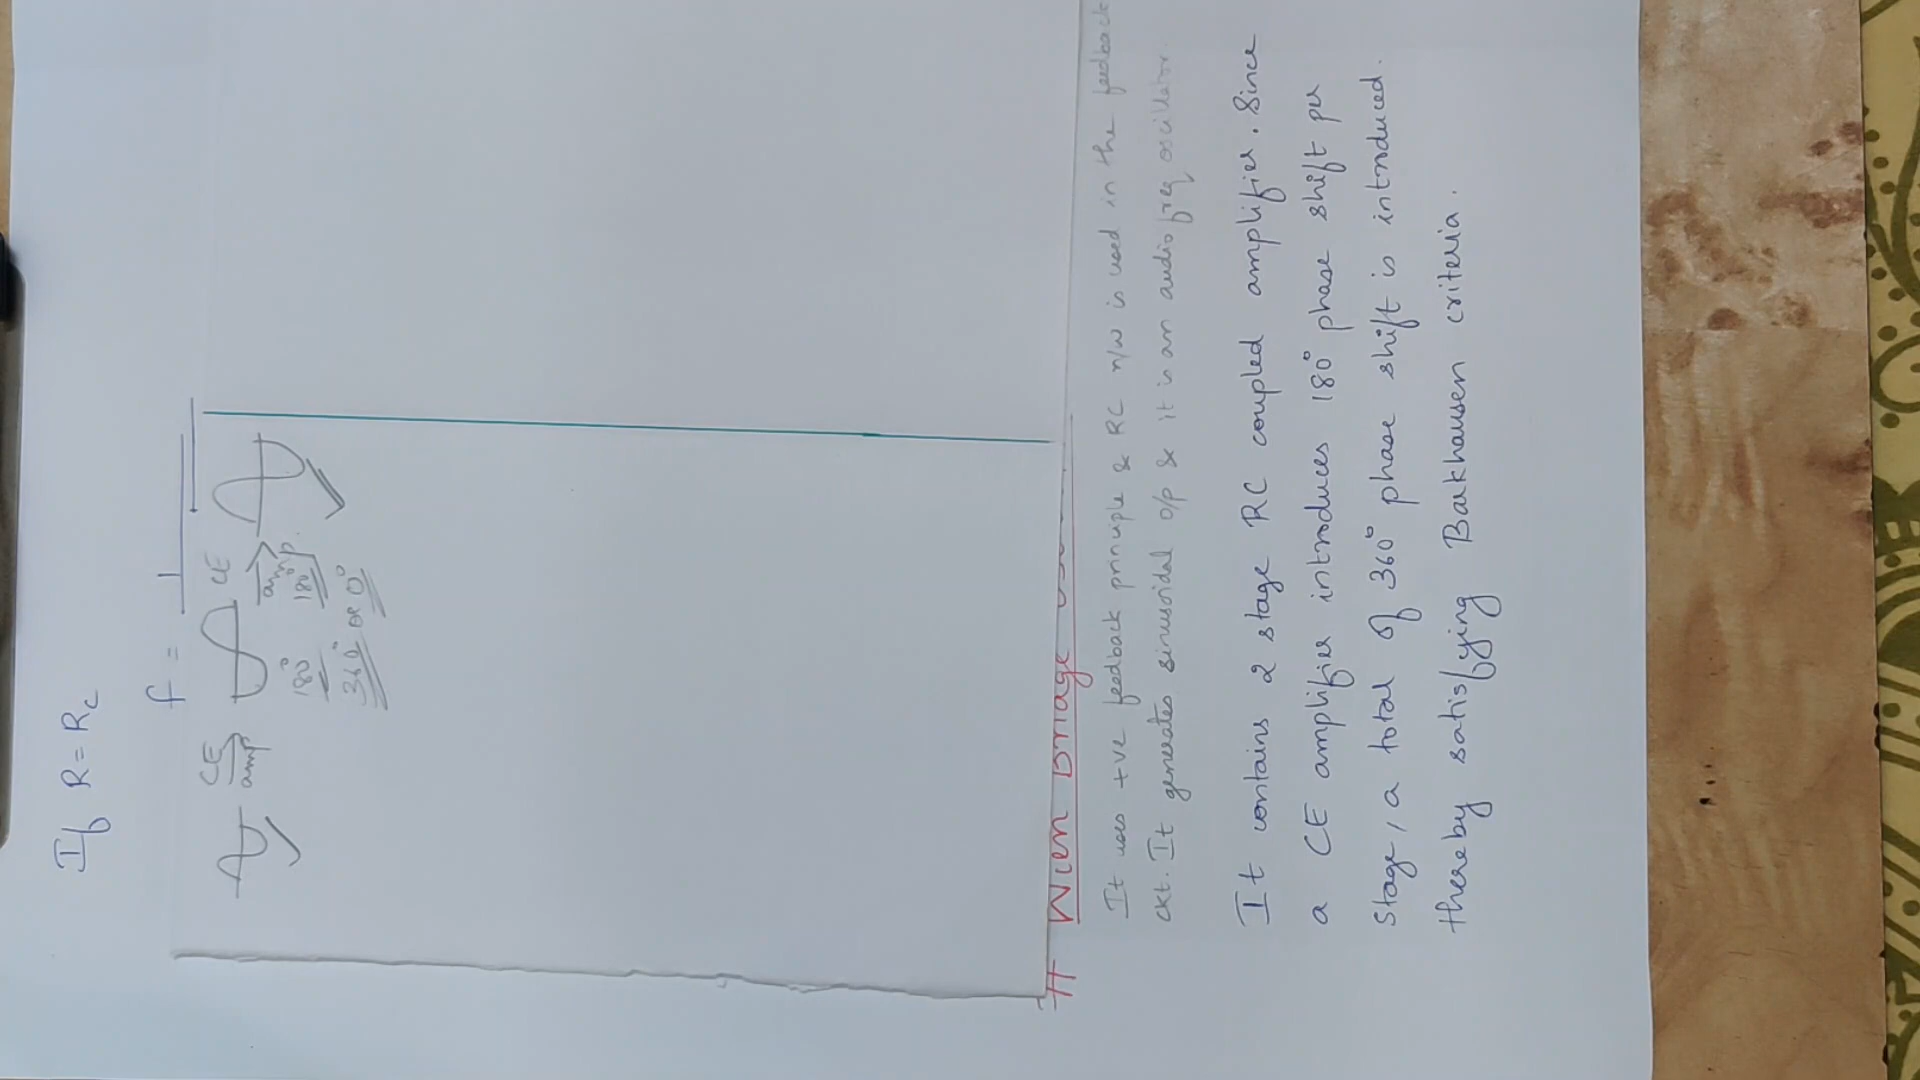 If R = Rc
f = 1
CE
amp
CE
amp.
180°
180°
360° or 0°
# Wien Bridge
It uses +ve feedback principle & RC n/w is used in the feedback
ckt. It generates sinusoidal o/p & it is an audio freq oscillator.
It contains 2 stage RC coupled amplifier. Since
a CE amplifier introduces 180° phase shift per
stage, a total of 360° phase shift is introduced.
thereby satisfying Barkhausen criteria.